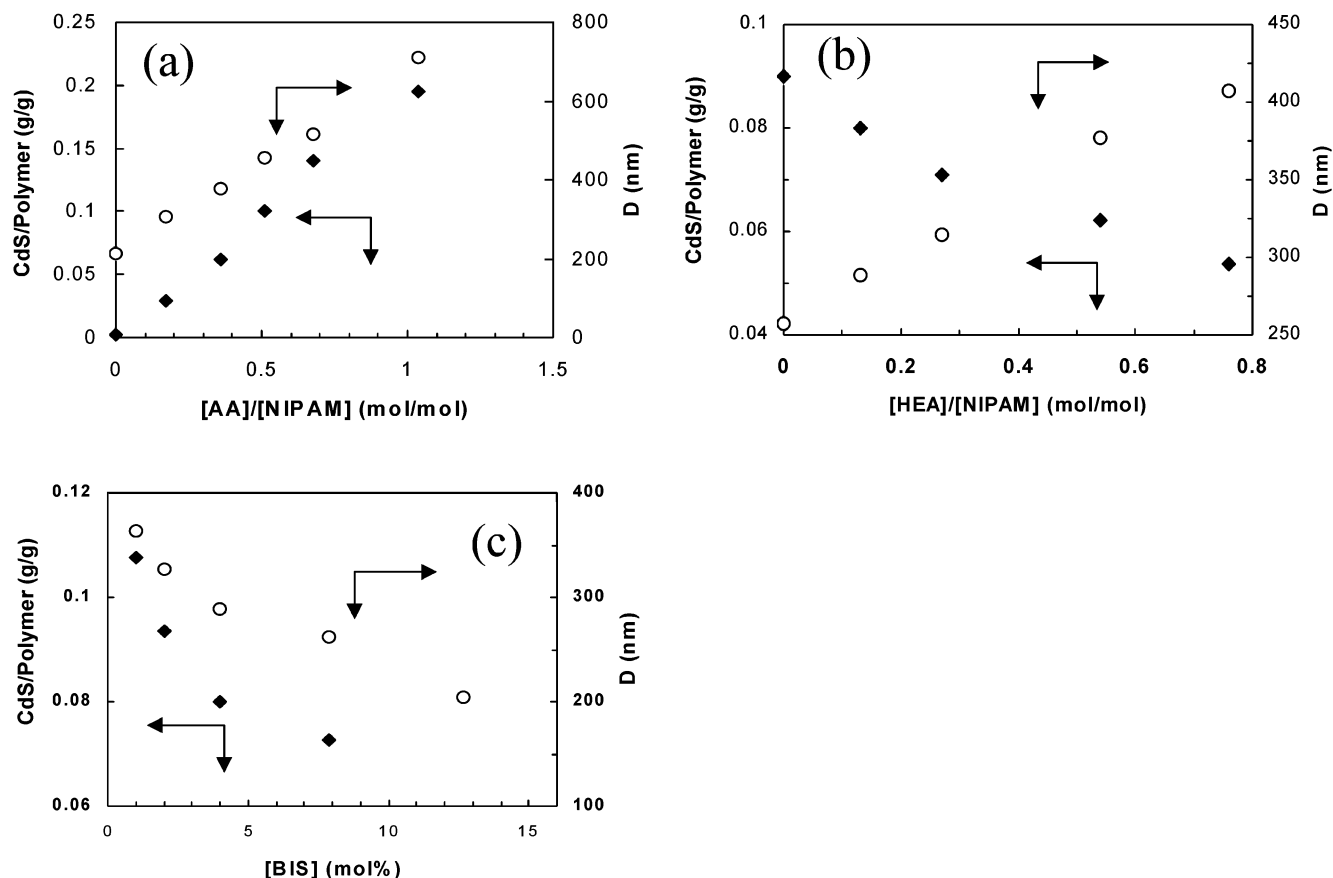 (a)
CdS/Polymer (g/g)
0.25
0.2
0.15
0.1
0.05
0
800
600
400
200
0
D (nm)
0 0.5 1 1.5
[AA]/[NIPAM] (mol/mol)
(b)
CdS/Polymer (g/g)
0.1
0.08
0.06
0.04
450
400
350
300
250
D (nm)
0 0.2 0.4 0.6 0.8
[HEA]/[NIPAM] (mol/mol)
(c)
CdS/Polymer (g/g)
0.12
0.1
0.08
0.06
400
300
200
100
D (nm)
0 5 10 15
[BIS] (mol%)